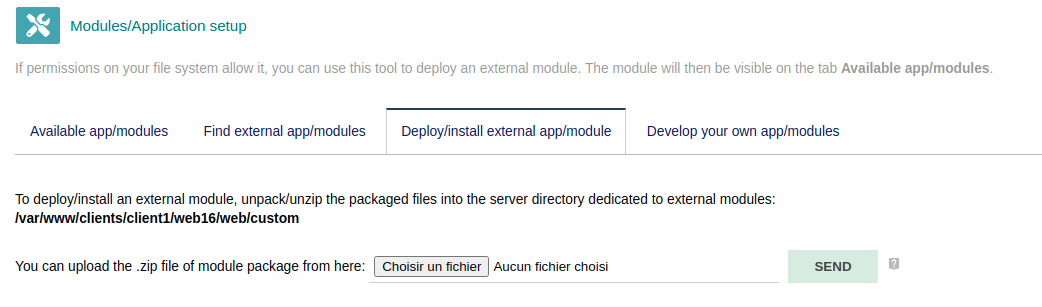 Modules/Application setup
If permissions on your file system allow it, you can use this tool to deploy an external module. The module will then be visible on the tab Available app/modules.
Available app/modules Find external app/modules Deploy/install external app/module Develop your own app/modules
To deploy/install an external module, unpack/unzip the packaged files into the server directory dedicated to external modules:
/var/www/clients/client1/web16/web/custom
You can upload the .zip file of module package from here: Choisir un fichier Aucun fichier choisi SEND ?